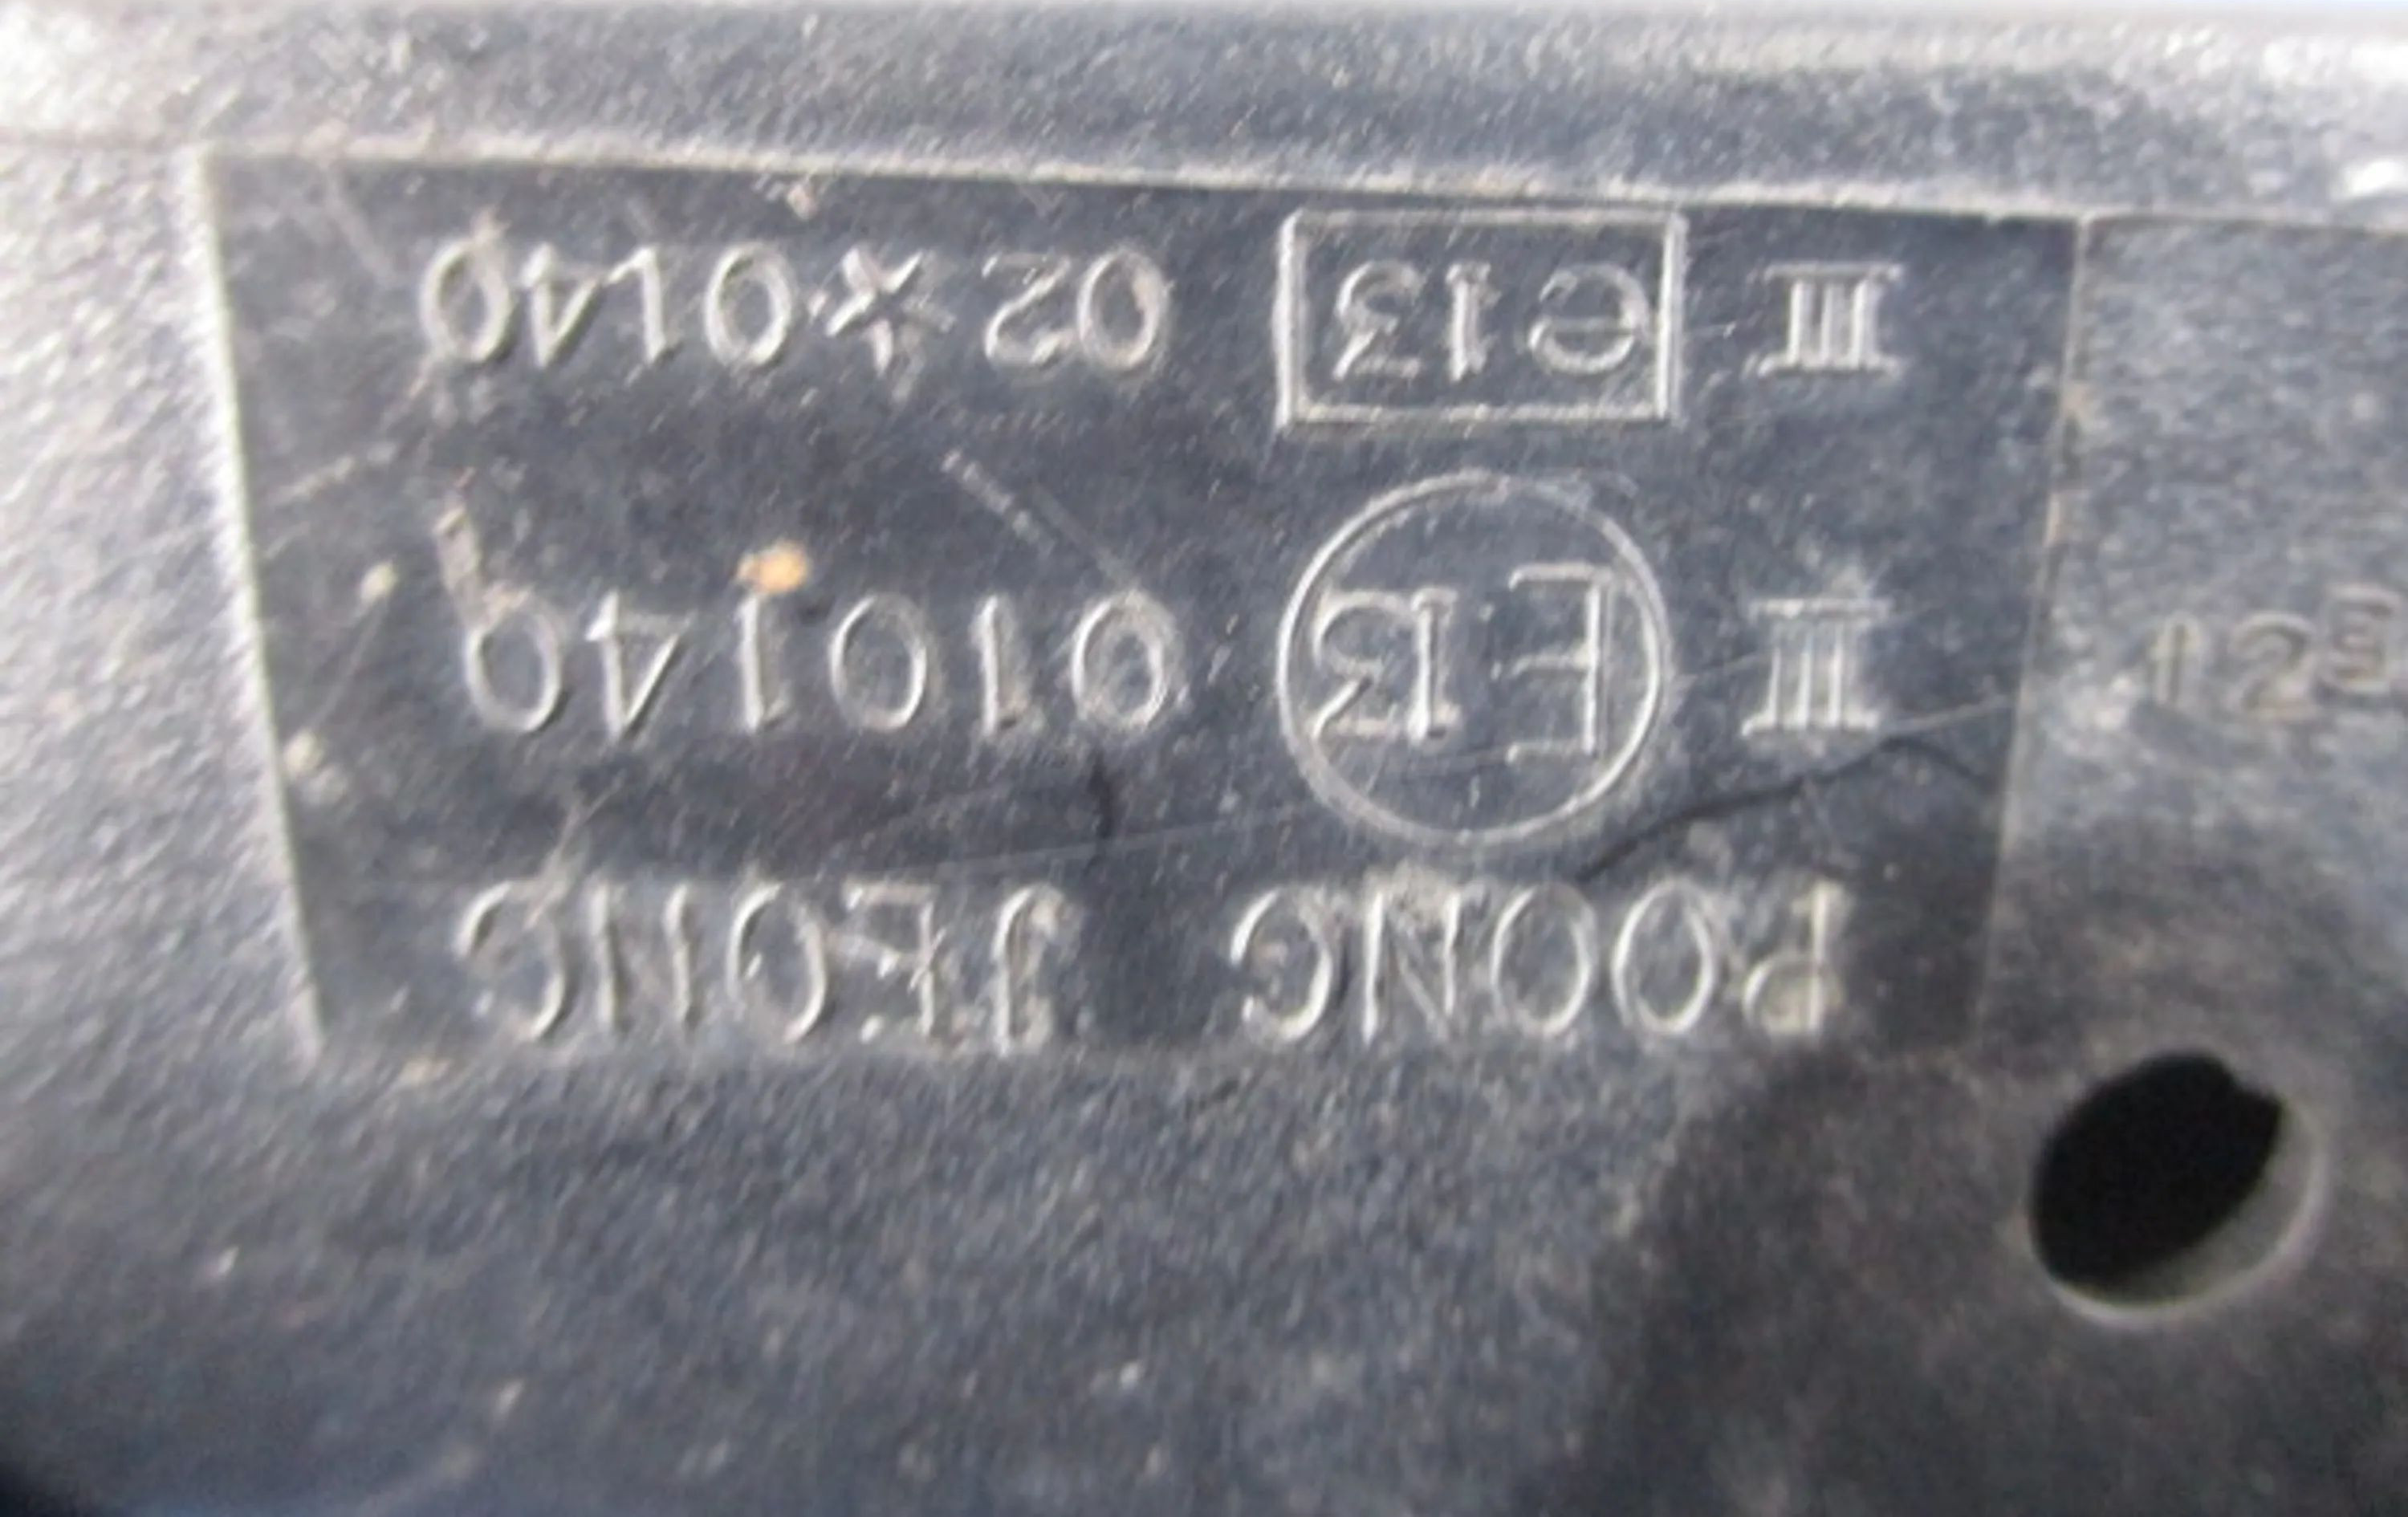 POONG JEONG
III E13 010140
III e13 02*0140